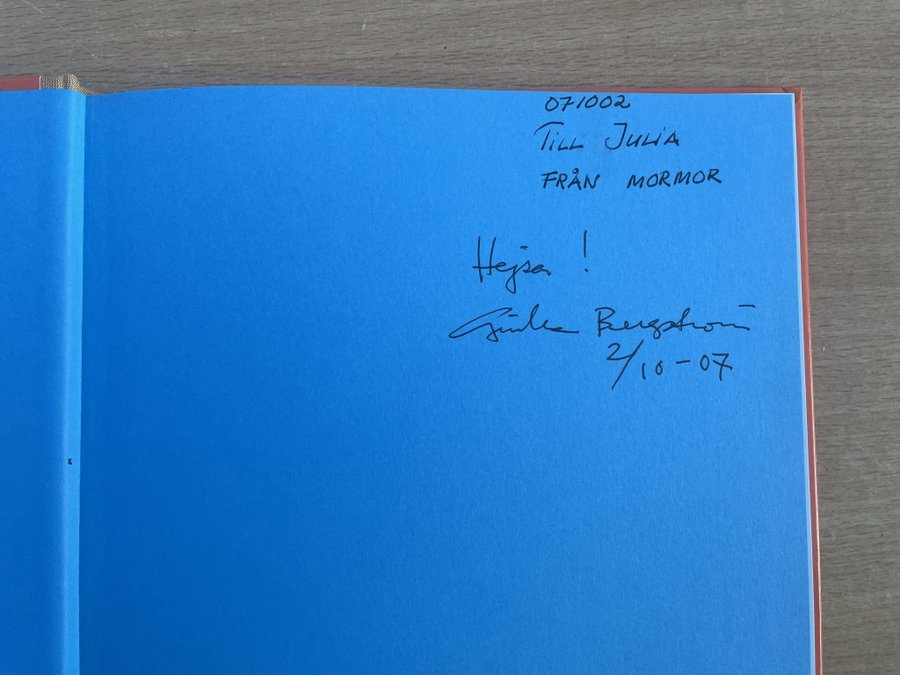 071002
TILL JULIA
FRÅN MORMOR
Hejsa!
Gunilla Bergström
2/10-07